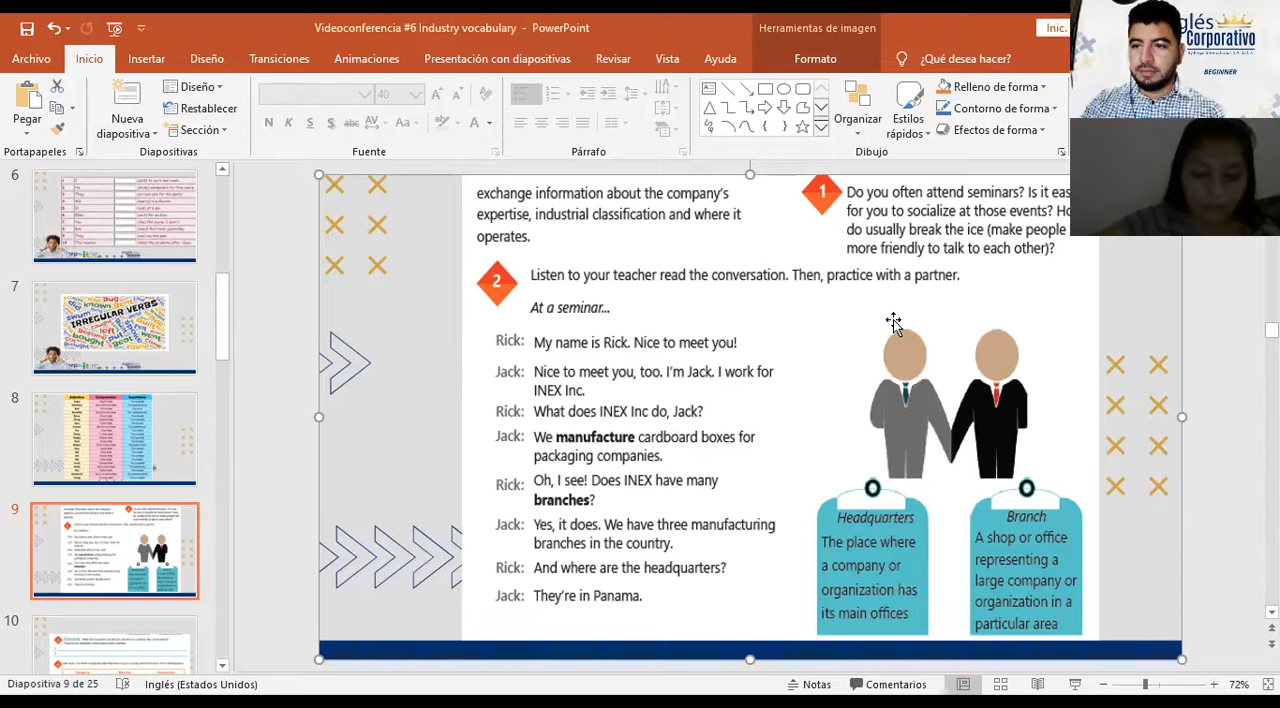 Videoconferencia #6 Industry vocabulary - PowerPoint
Herramientas de imagen
Inic.
Inglés
Corporativo
BEGINNER
Archivo
Inicio
Insertar
Diseño
Transiciones
Animaciones
Presentación con diapositivas
Revisar
Vista
Ayuda
Formato
¿Qué desea hacer?
Pegar
Nueva
diapositiva
Diseño
Restablecer
Sección
40
N K S S abc AV Aa A
Organizar
Estilos
rápidos
Relleno de forma
Contorno de forma
Efectos de forma
Portapapeles
Diapositivas
Fuente
Párrafo
Dibujo
6
7
IRREGULAR VERBS
8
9
10
exchange information about the company's
expertise, industrial classification and where it
operates.
1
you often attend seminars? Is it eas
you to socialize at those events? Ho
do usually break the ice (make people
more friendly to talk to each other)?
2
Listen to your teacher read the conversation. Then, practice with a partner.
At a seminar...
Rick: My name is Rick. Nice to meet you!
Jack: Nice to meet you, too. I'm Jack. I work for
INEX Inc.
Rick: What does INEX Inc do, Jack?
Jack: We manufacture cardboard boxes for
packaging companies.
Rick: Oh, I see! Does INEX have many
branches?
Jack: Yes, it does. We have three manufacturing
branches in the country.
Rick: And where are the headquarters?
Jack: They're in Panama.
Headquarters
The place where
a company or
organization has
its main offices
Branch
A shop or office
representing a
large company or
organization in a
particular area
Diapositiva 9 de 25
Inglés (Estados Unidos)
Notas
Comentarios
72%